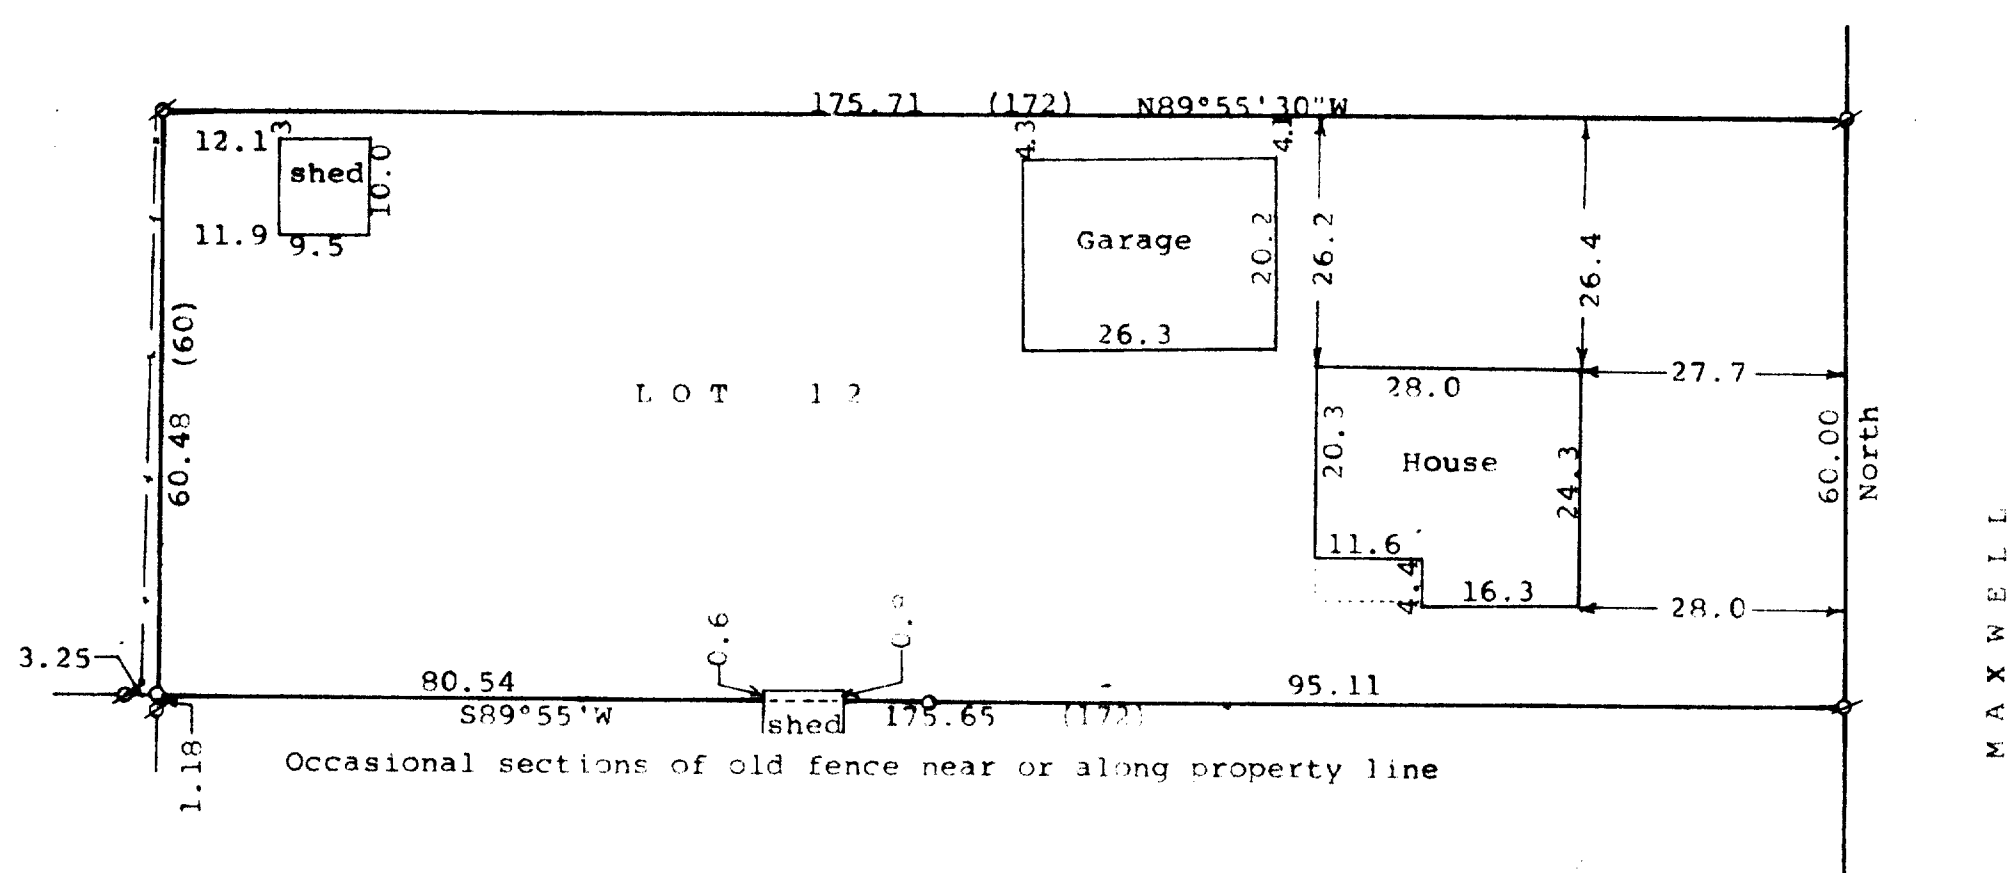 175.71 (172) N89°55'30"W
12.1
3
shed
10.0
11.9
9.5
4.3
4.1
Garage
20.2
26.3
26.2
26.4
27.7
28.0
20.3
House
24.3
11.6
4.4
16.3
28.0
60.00
North
MAXWELL
60.48 (60)
LOT 12
3.25
1.18
80.54
S89°55'W
0.6
shed
175.65 (172)
95.11
Occasional sections of old fence near or along property line